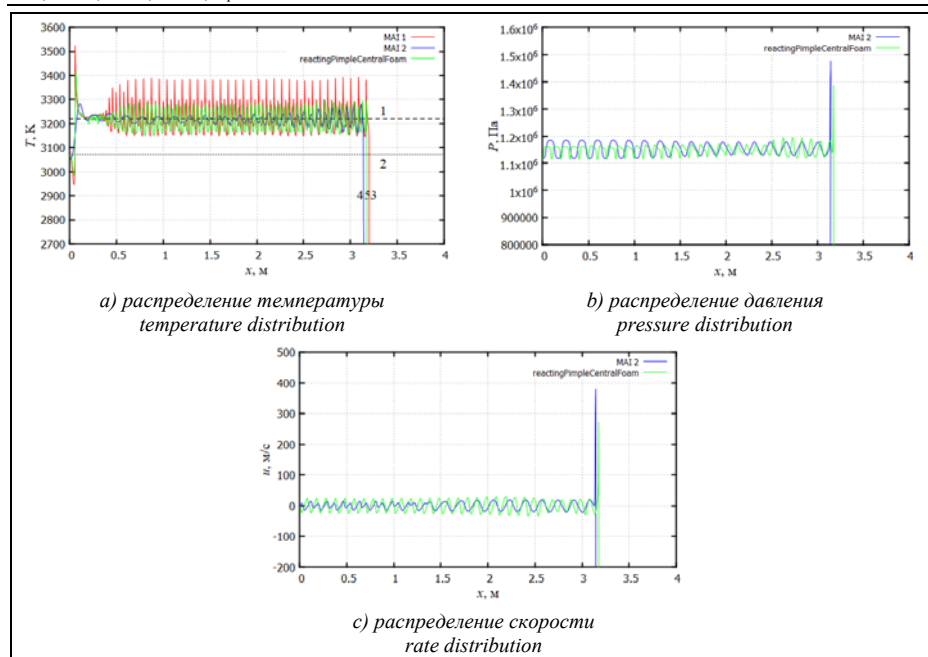 3600
3500
3400
3300
3200
3100
3000
2900
2800
2700
T, К
MAI 1
MAI 2
reactingPimpleCentralFoam
1
2
453
0 0.5 1 1.5 2 2.5 3 3.5 4
x, м
a) распределение температуры
temperature distribution
1.6x10⁶
1.5x10⁶
1.4x10⁶
1.3x10⁶
1.2x10⁶
1.1x10⁶
1x10⁶
900000
800000
P, Па
MAI 2
reactingPimpleCentralFoam
0 0.5 1 1.5 2 2.5 3 3.5 4
x, м
b) распределение давления
pressure distribution
500
400
300
200
100
0
-100
-200
u, м/с
MAI 2
reactingPimpleCentralFoam
0 0.5 1 1.5 2 2.5 3 3.5 4
x, м
c) распределение скорости
rate distribution